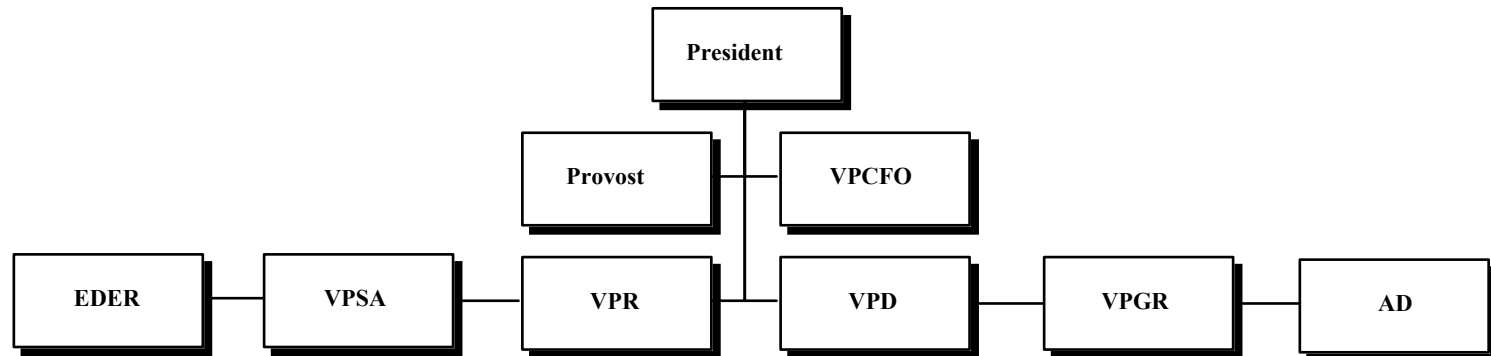 President
Provost
VPCFO
EDER
VPSA
VPR
VPD
VPGR
AD